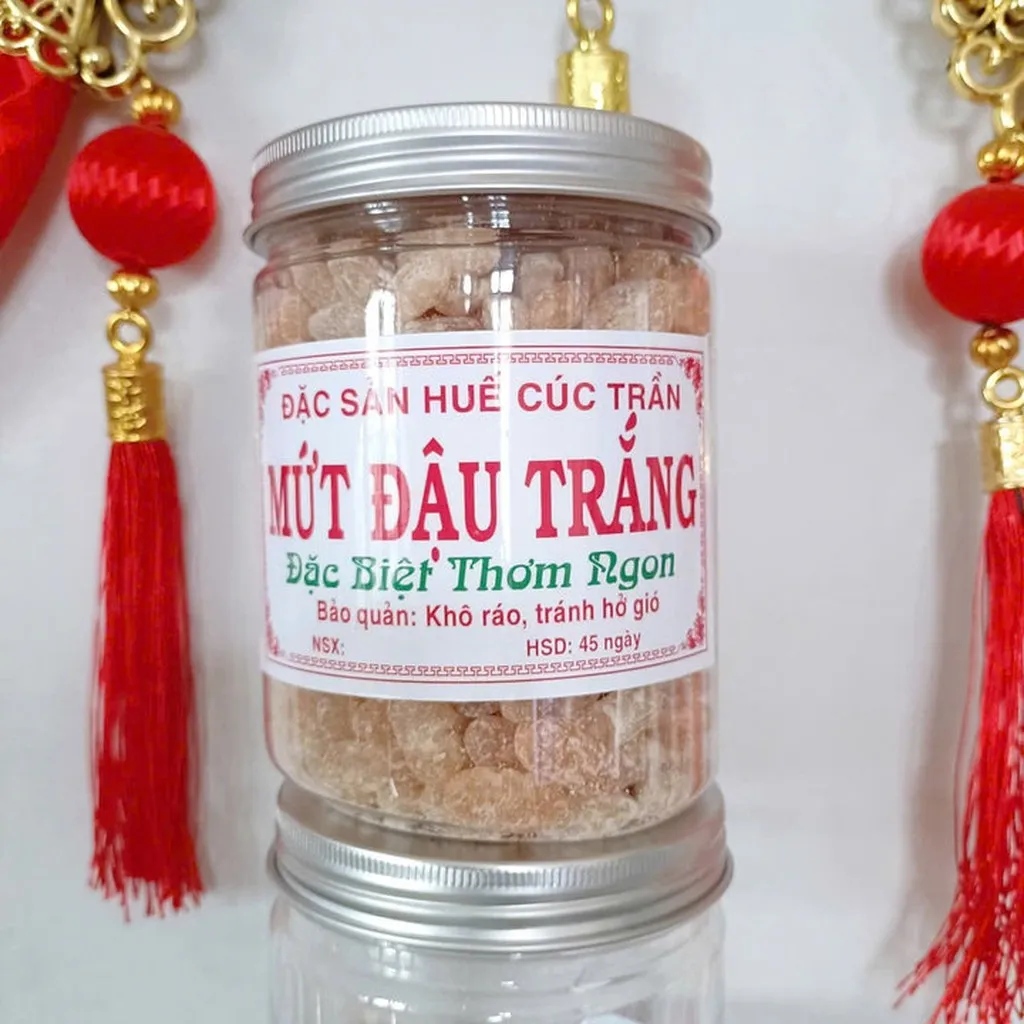 ĐẶC SẢN HUẾ CÚC TRẦN
MỨT ĐẬU TRẮNG
Đặc Biệt Thơm Ngon
Bảo quản: Khô ráo, tránh hở gió
NSX: HSD: 45 ngày